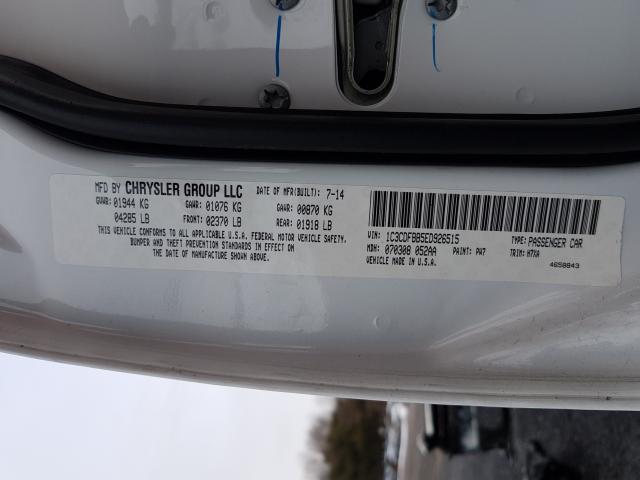 MFD BY CHRYSLER GROUP LLC DATE OF MFR(BUILT): 7-14
GVWR: 01944 KG GAWR: 01076 KG GAWR: 00870 KG
04285 LB FRONT: 02370 LB REAR: 01918 LB
THIS VEHICLE CONFORMS TO ALL APPLICABLE U.S.A. FEDERAL MOTOR VEHICLE SAFETY,
BUMPER AND THEFT PREVENTION STANDARDS IN EFFECT ON
THE DATE OF MANUFACTURE SHOWN ABOVE.
VIN: 1C3CDFBB5ED926515 TYPE: PASSENGER CAR
MDH: 070308 052AA PAINT: PW7 TRIM: H7XA
VEHICLE MADE IN U.S.A. 4658943